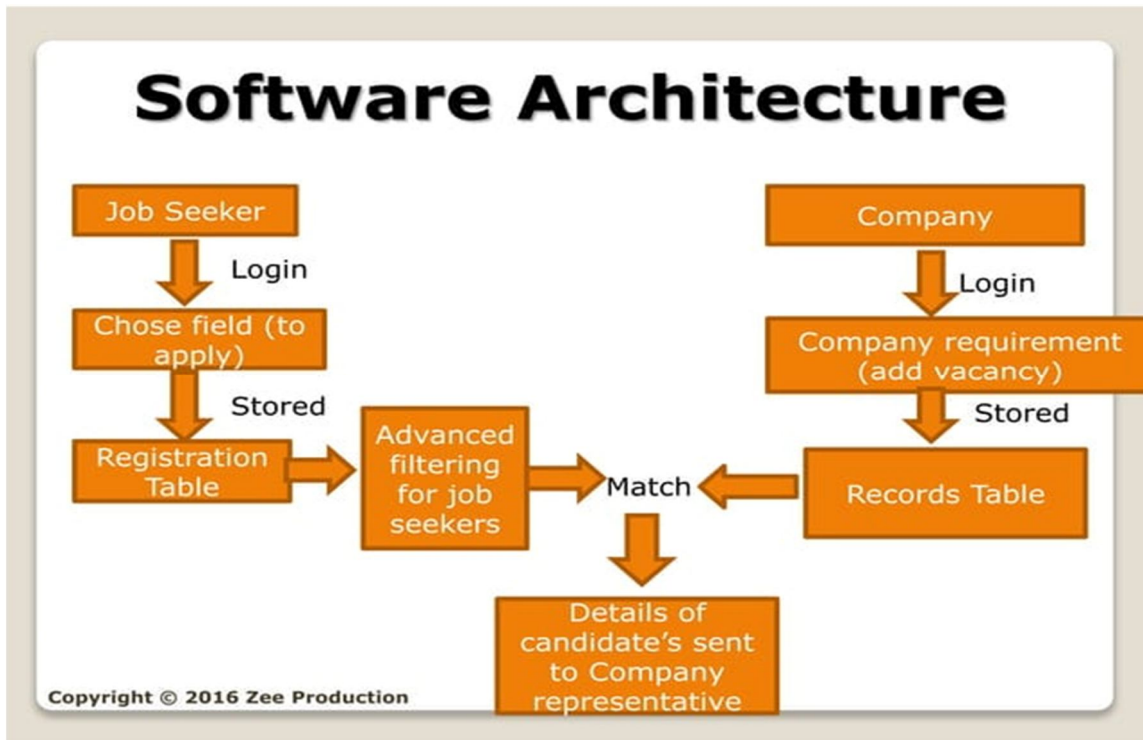 Software Architecture
Job Seeker
Company
Login
Login
Chose field (to
apply)
Company requirement
(add vacancy)
Stored
Stored
Registration
Table
Advanced
filtering
for job
seekers
Match
Records Table
Details of
candidate's sent
to Company
representative
Copyright © 2016 Zee Production